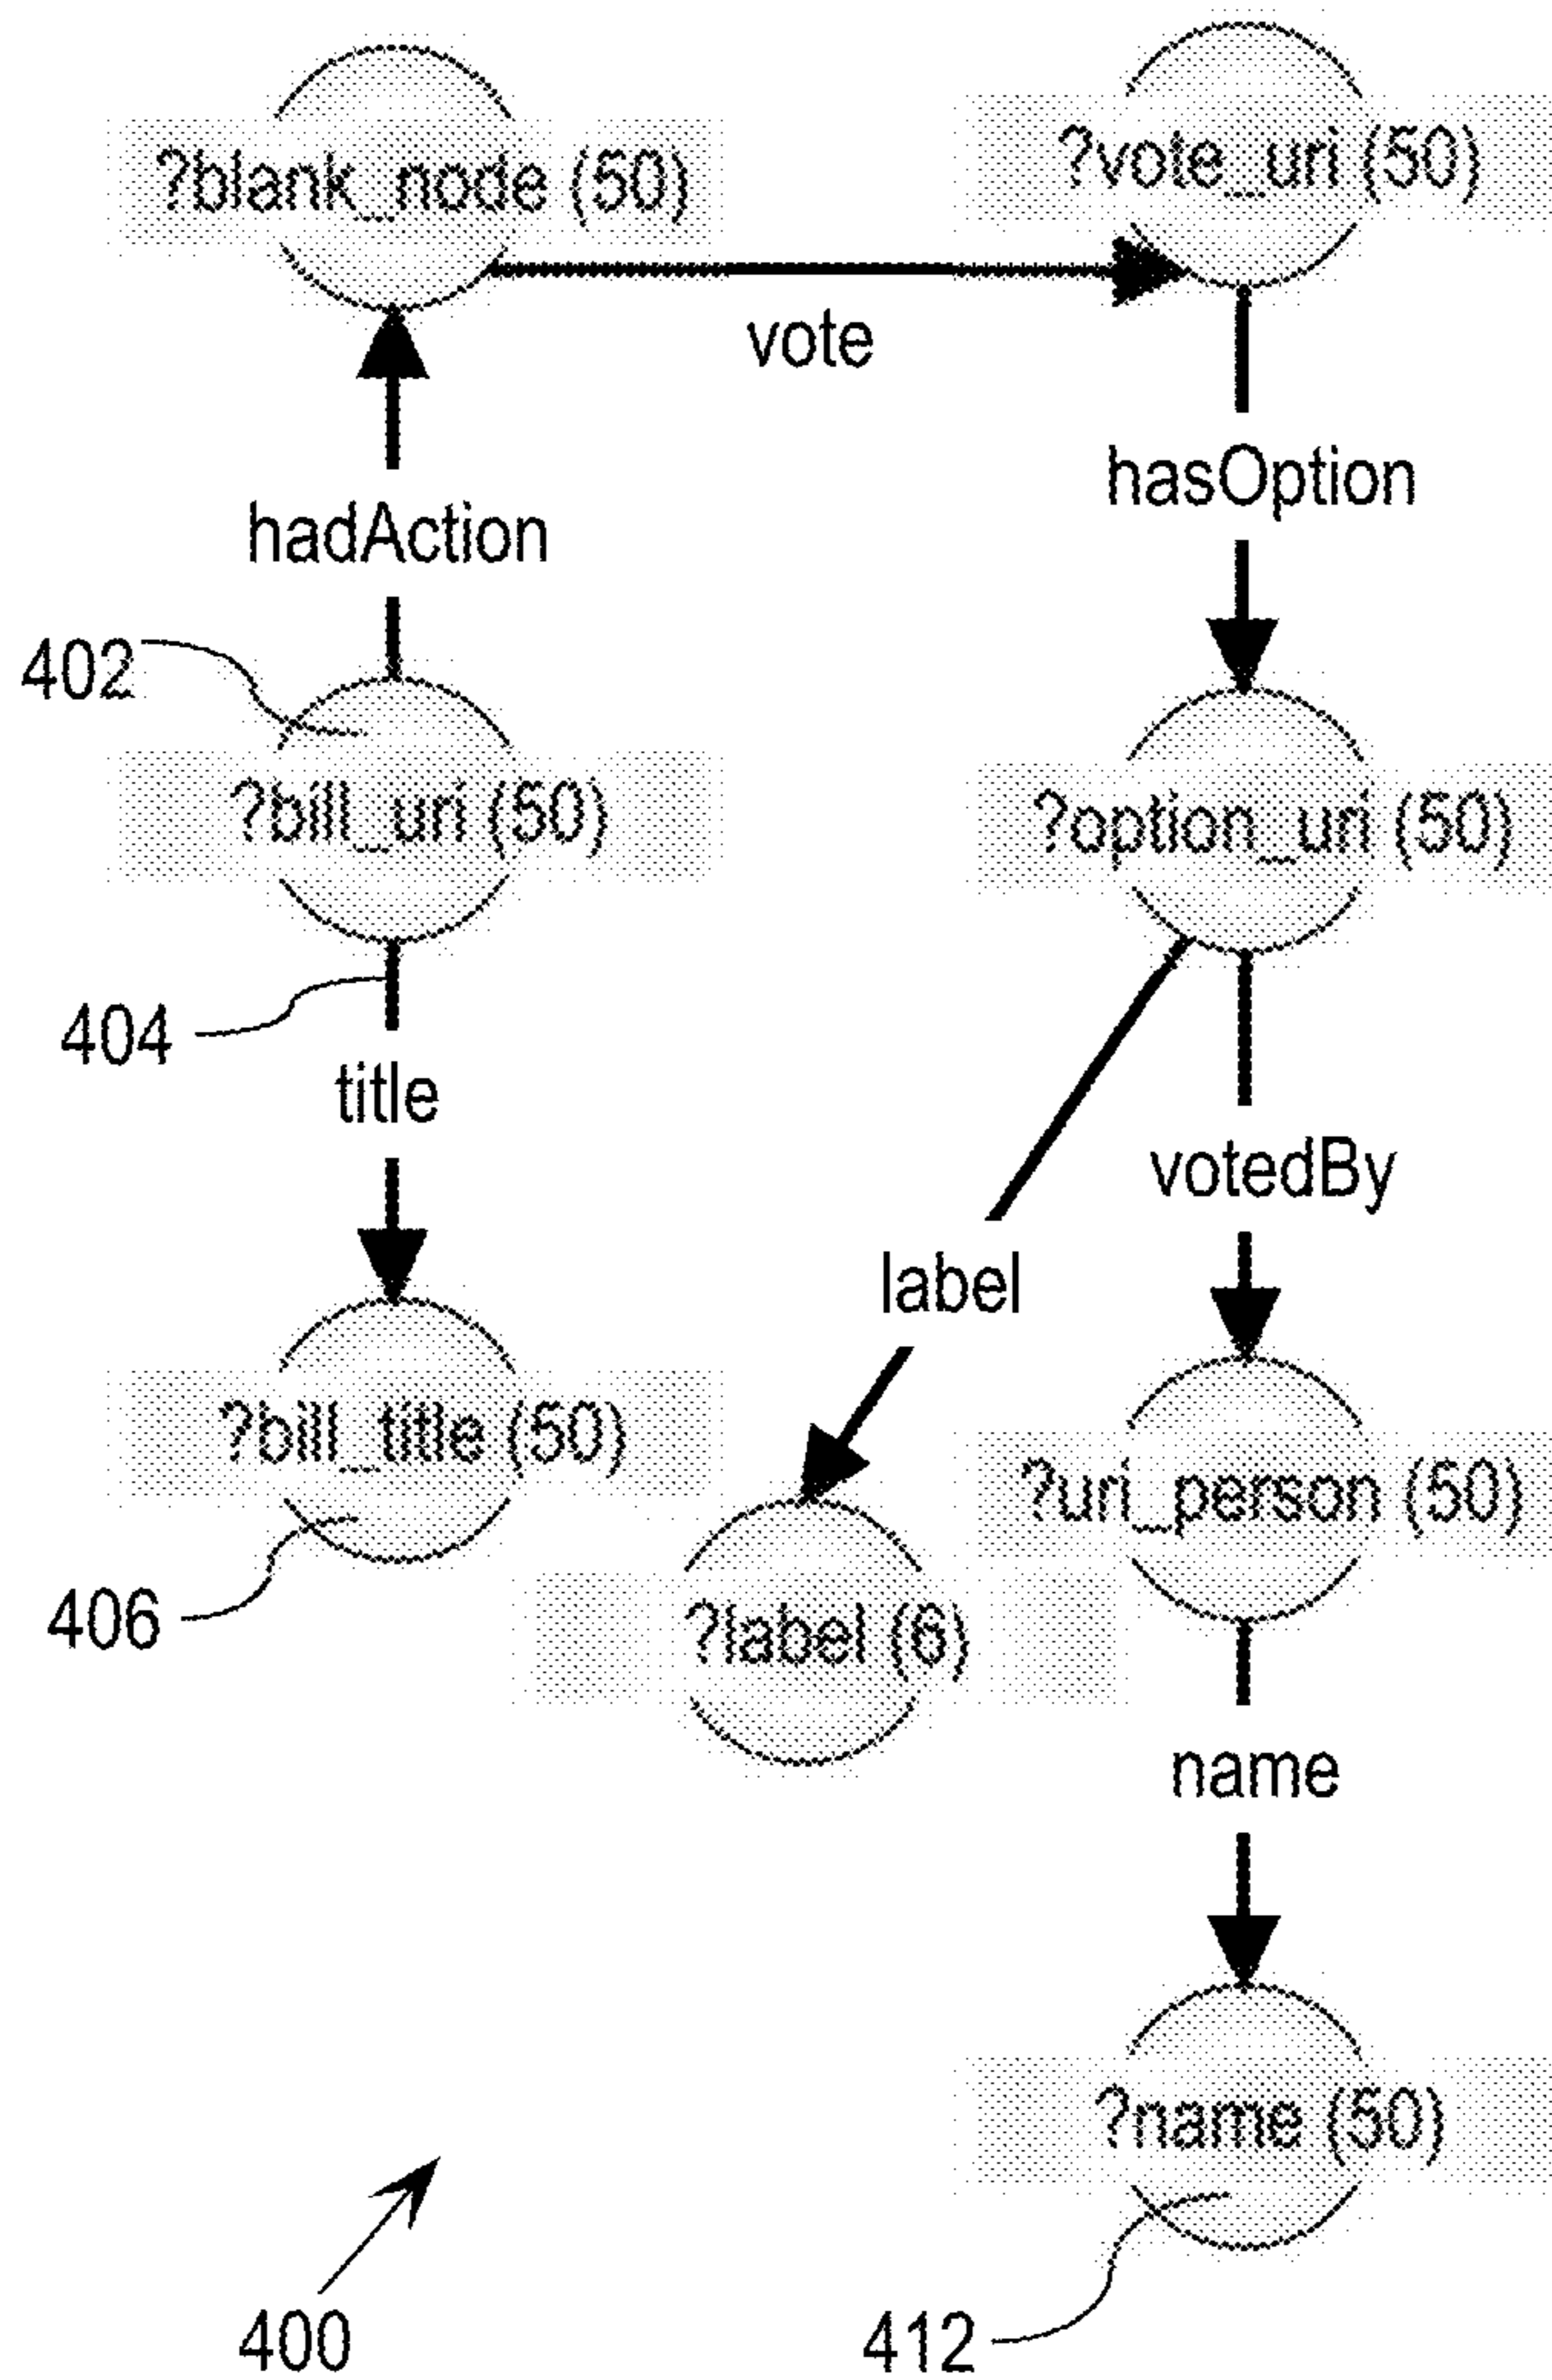 ?blank_node (50)
?vote_uri (50)
vote
hasOption
hadAction
402
?bill_uri (50)
?option_uri (50)
404
title
votedBy
label
?bill_title (50)
?uri_person (50)
406
?label (6)
name
?name (50)
400
412